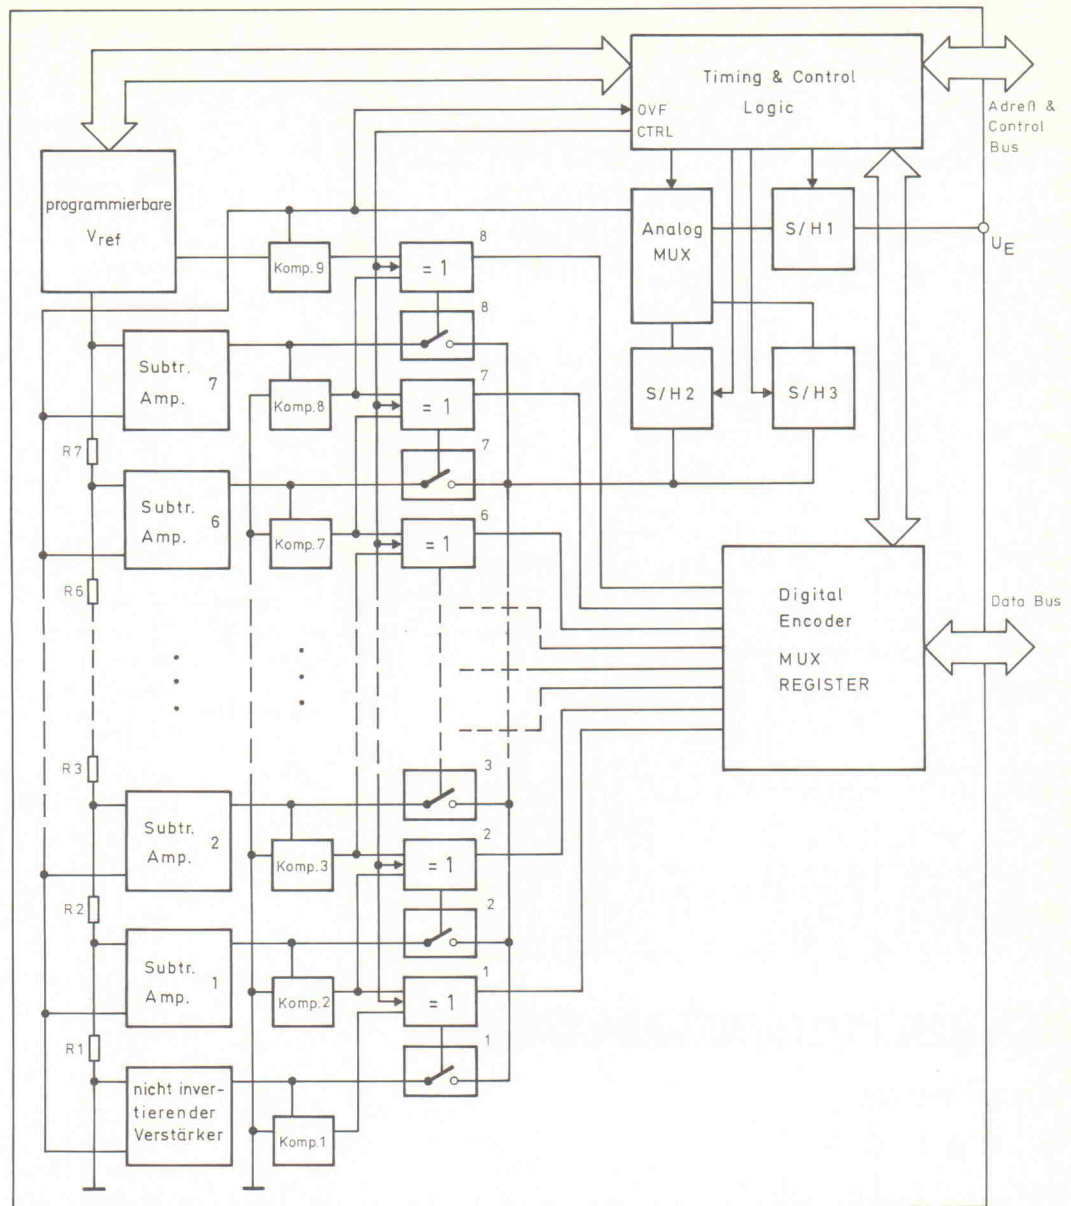 Timing & Control
Logic
OVF
CTRL
Adreß &
Control
Bus
programmierbare
Vref
Analog
MUX
S/H1
UE
Komp.9
= 1
8
8
Subtr.
Amp.
7
Komp.8
= 1
7
S/H2
S/H3
R7
7
Subtr.
Amp.
6
Komp.7
= 1
6
R6
Digital
Encoder
MUX
REGISTER
Data Bus
R3
3
Subtr.
Amp.
2
Komp.3
= 1
2
R2
2
Subtr.
Amp.
1
Komp.2
= 1
1
R1
1
nicht inver-
tierender
Verstärker
Komp.1